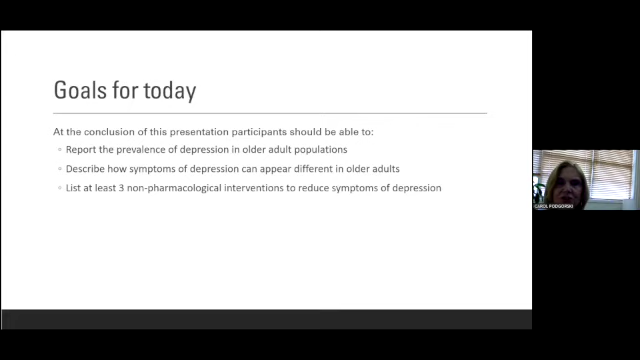 Goals for today
At the conclusion of this presentation participants should be able to:
Report the prevalence of depression in older adult populations
Describe how symptoms of depression can appear different in older adults
List at least 3 non-pharmacological interventions to reduce symptoms of depression
CAROL PODGORSKI